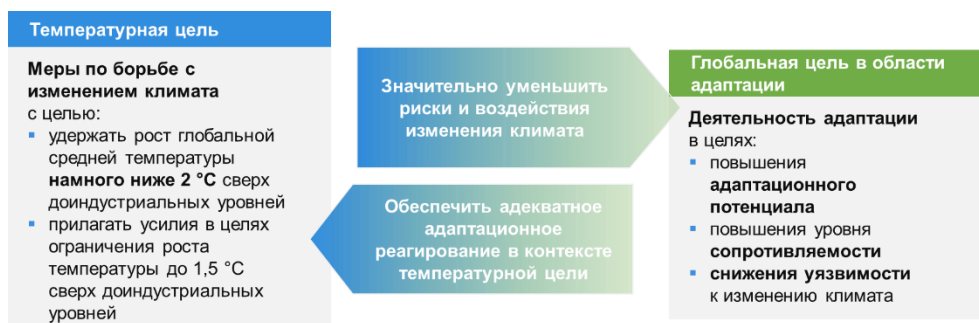 Температурная цель
Меры по борьбе с
изменением климата
с целью:
▪ удержать рост глобальной
средней температуры
намного ниже 2 °C сверх
доиндустриальных уровней
▪ прилагать усилия в целях
ограничения роста
температуры до 1,5 °C
сверх доиндустриальных
уровней
Значительно уменьшить
риски и воздействия
изменения климата
Обеспечить адекватное
адаптационное
реагирование в контексте
температурной цели
Глобальная цель в области
адаптации
Деятельность адаптации
в целях:
▪ повышения
адаптационного
потенциала
▪ повышения уровня
сопротивляемости
▪ снижения уязвимости
к изменению климата